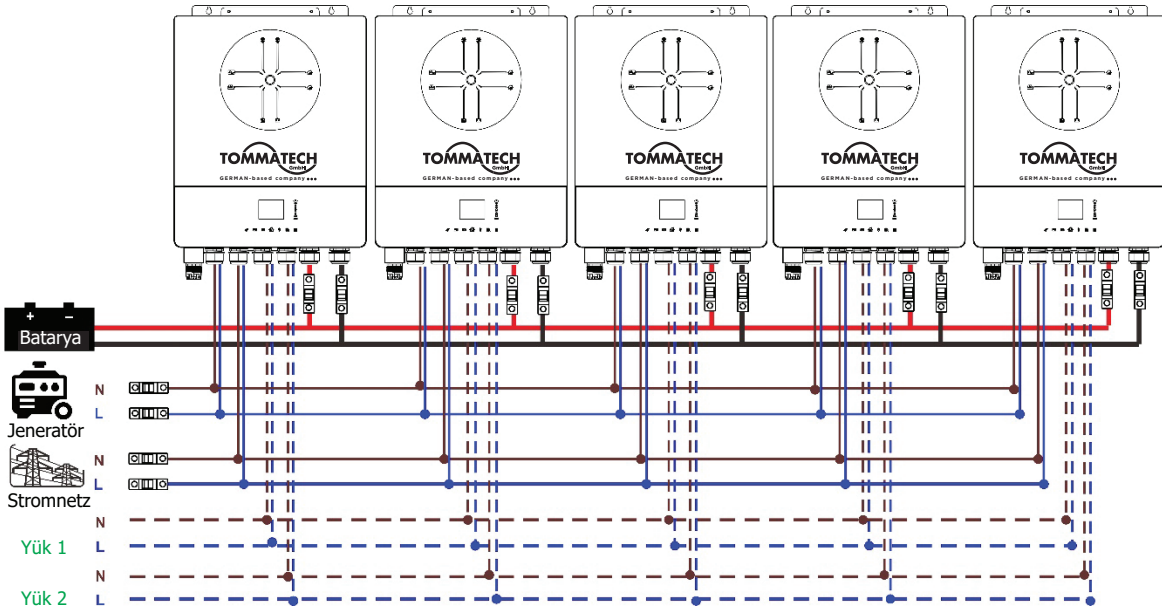 TOMMATECH GmbH
GERMAN-based company
TOMMATECH GmbH
GERMAN-based company
TOMMATECH GmbH
GERMAN-based company
TOMMATECH GmbH
GERMAN-based company
TOMMATECH GmbH
GERMAN-based company
+ −
Batarya
N
L
Jeneratör
N
L
Stromnetz
N
Yük 1 L
N
Yük 2 L